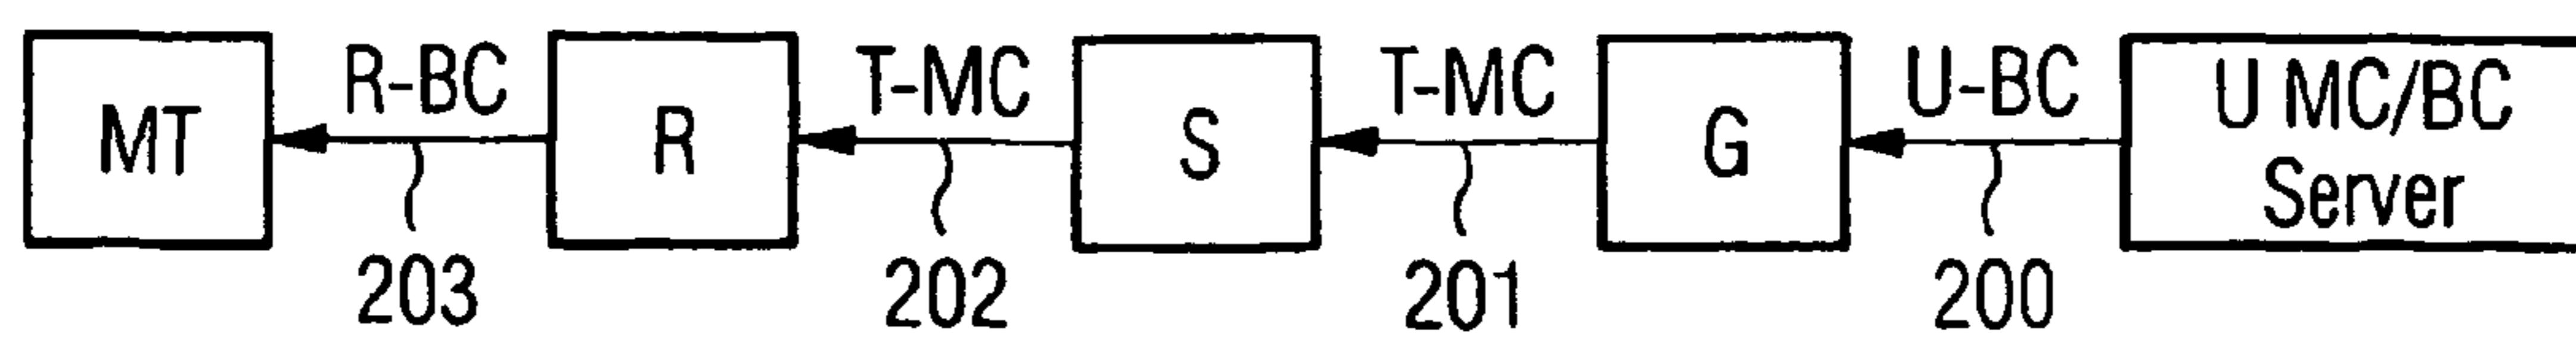 R-BC T-MC T-MC U-BC
MT R S G U MC/BC
Server
203 202 201 200